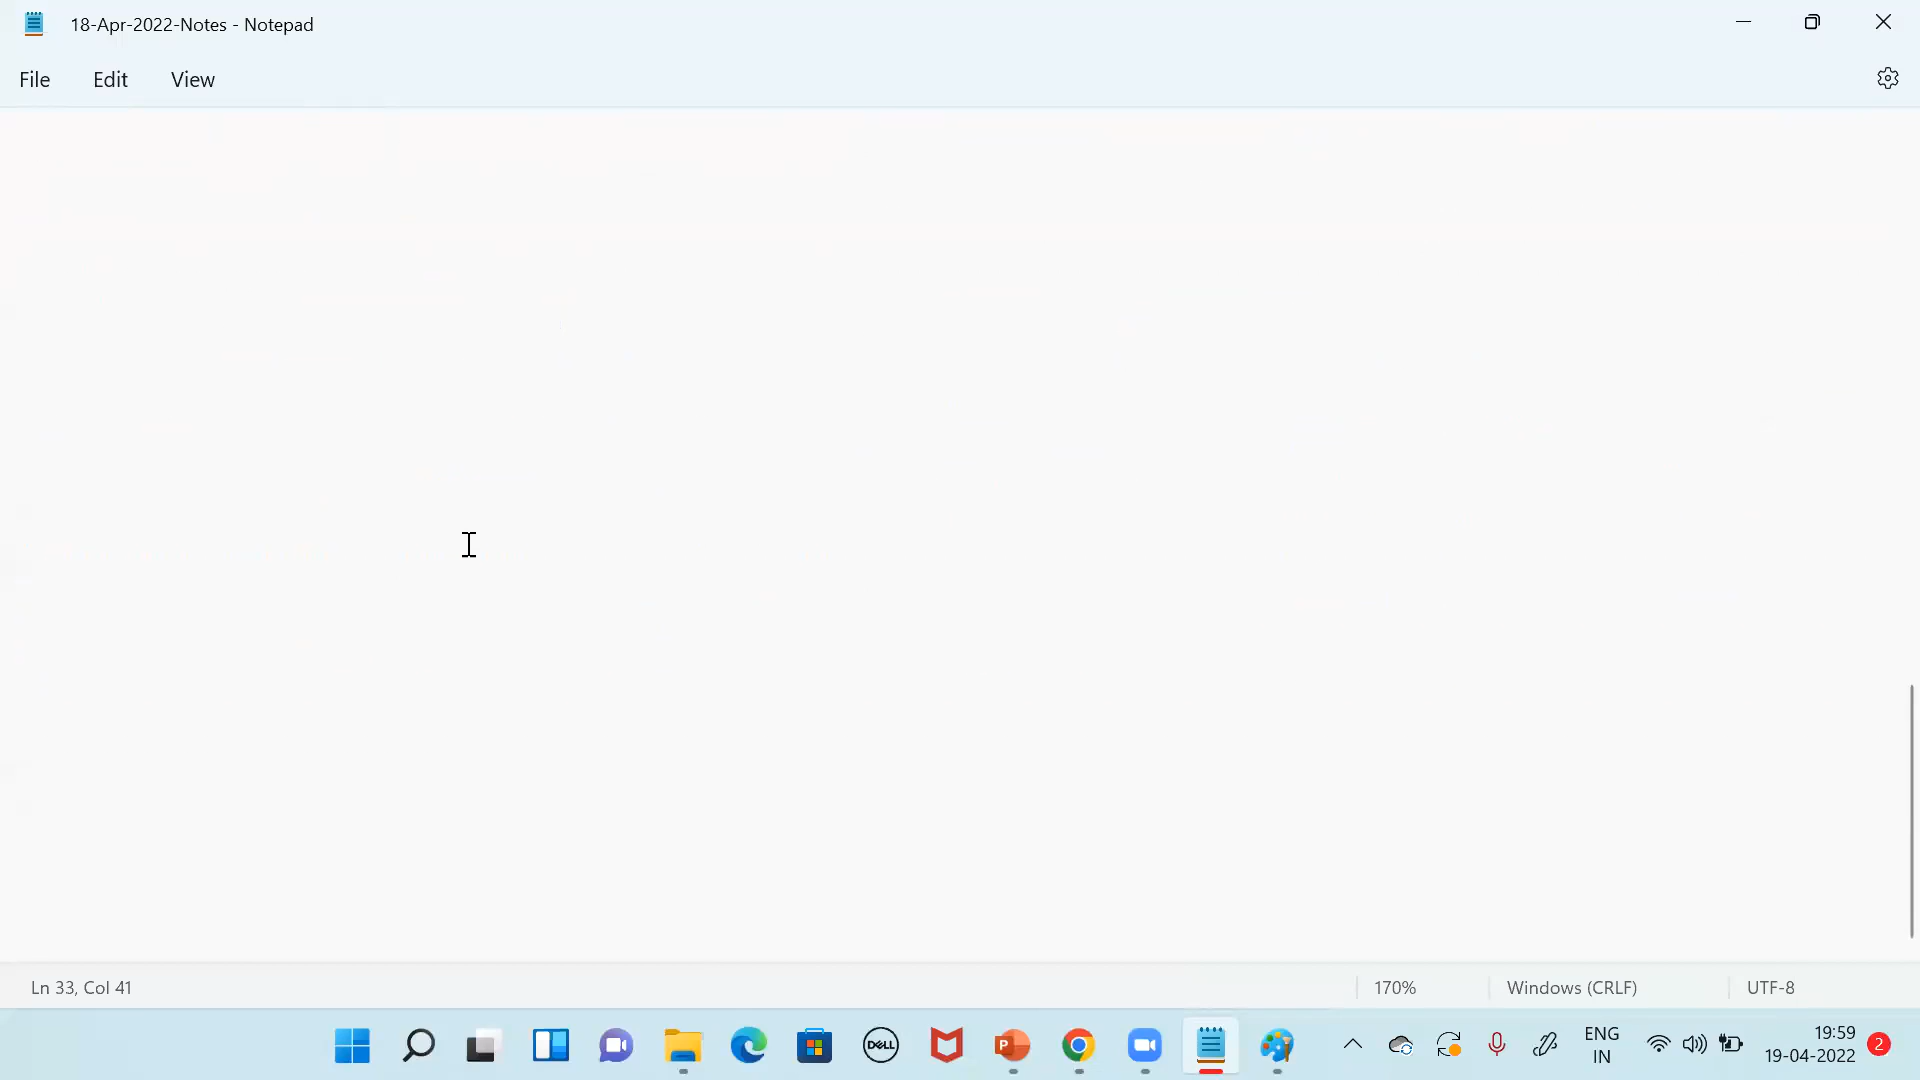 18-Apr-2022-Notes - Notepad
File Edit View
Ln 33, Col 41 170% Windows (CRLF) UTF-8
DELL
P
ENG
IN
19:59
19-04-2022
2